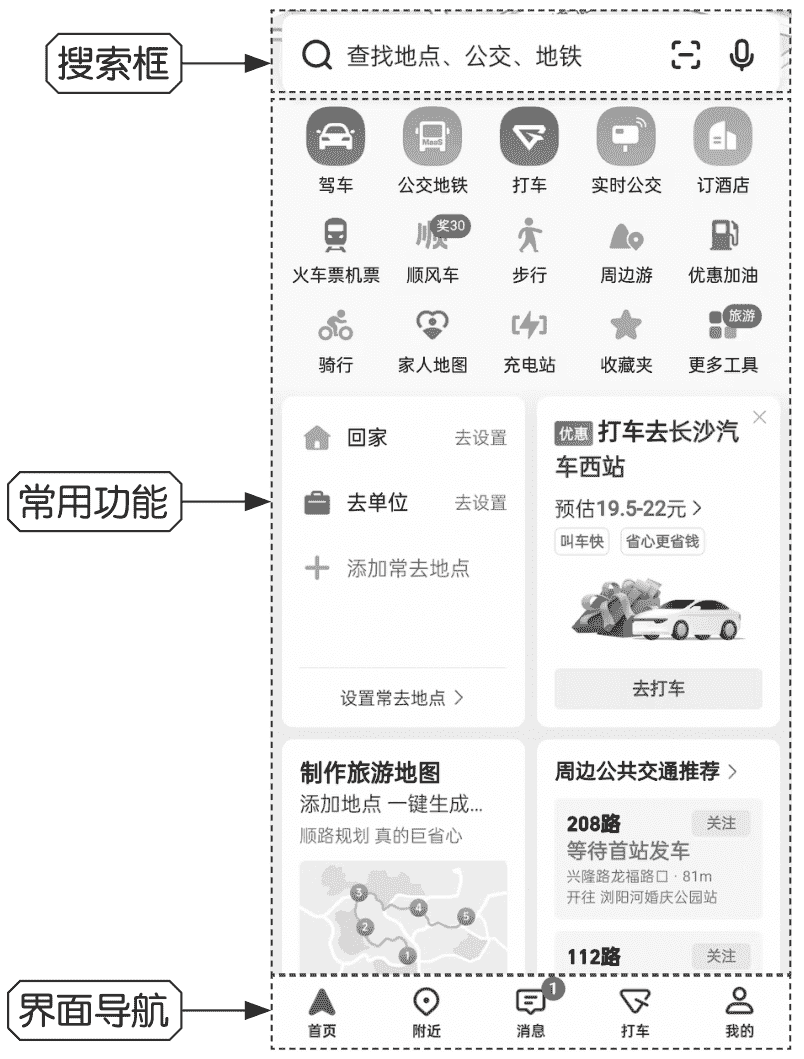 搜索框
查找地点、公交、地铁
驾车
MaaS
公交地铁
打车
实时公交
订酒店
奖30
顺
火车票机票
顺风车
步行
周边游
优惠加油
旅游
骑行
家人地图
充电站
收藏夹
更多工具
常用功能
回家 去设置
去单位 去设置
添加常去地点
设置常去地点
优惠 打车去长沙汽
车西站
预估19.5-22元
叫车快 省心更省钱
去打车
制作旅游地图
添加地点 一键生成...
顺路规划 真的巨省心
3
4
5
2
1
周边公共交通推荐
208路 关注
等待首站发车
兴隆路龙福路口 · 81m
开往 浏阳河婚庆公园站
112路 关注
界面导航
1
首页
附近
消息
打车
我的